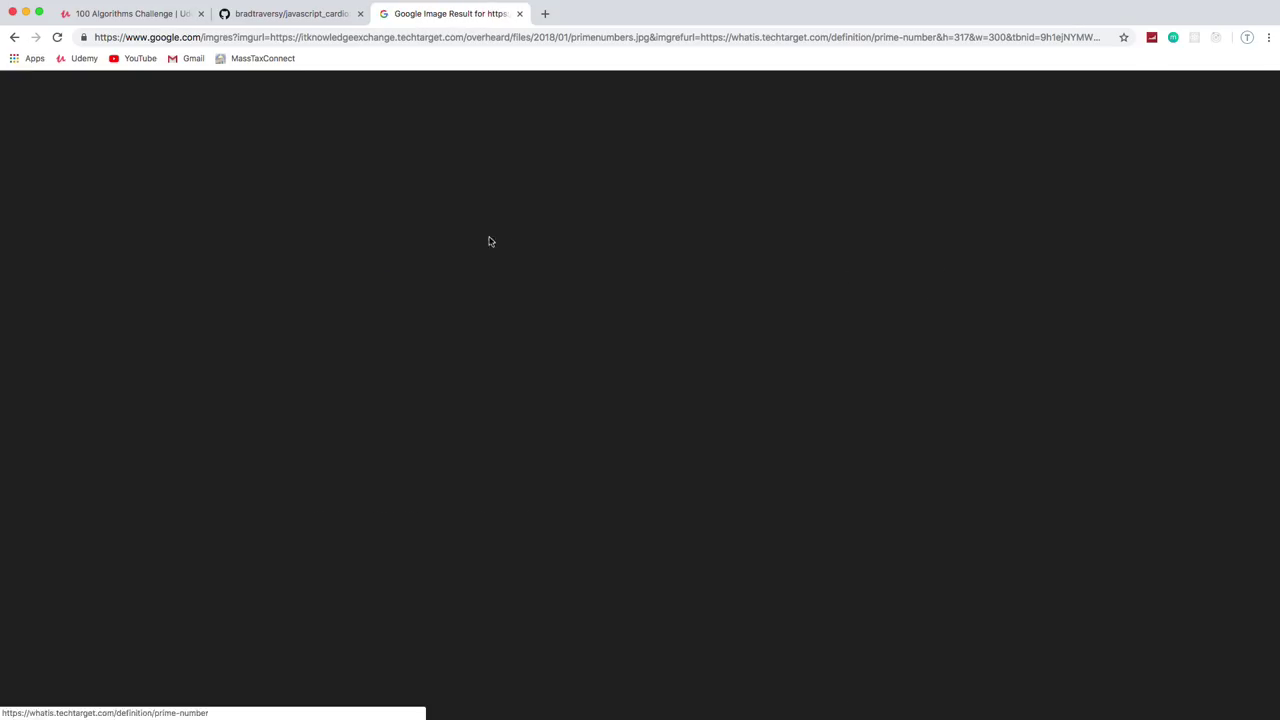 100 Algorithms Challenge | Ud
bradtraversy/javascript_cardio
Google Image Result for https:
https://www.google.com/imgres?imgurl=https://itknowledgeexchange.techtarget.com/overheard/files/2018/01/primenumbers.jpg&imgrefurl=https://whatis.techtarget.com/definition/prime-number&h=317&w=300&tbnid=9h1ejNYMW...
T
Apps
Udemy
YouTube
Gmail
MassTaxConnect
https://whatis.techtarget.com/definition/prime-number